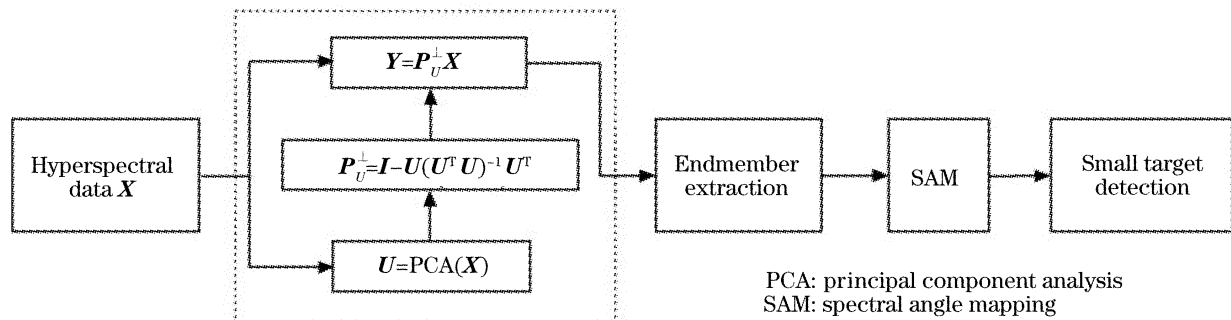 Hyperspectral
data X
Y=P_U^⊥X
P_U^⊥=I−U(U^T U)^−1 U^T
U=PCA(X)
Endmember
extraction
SAM
Small target
detection
PCA: principal component analysis
SAM: spectral angle mapping